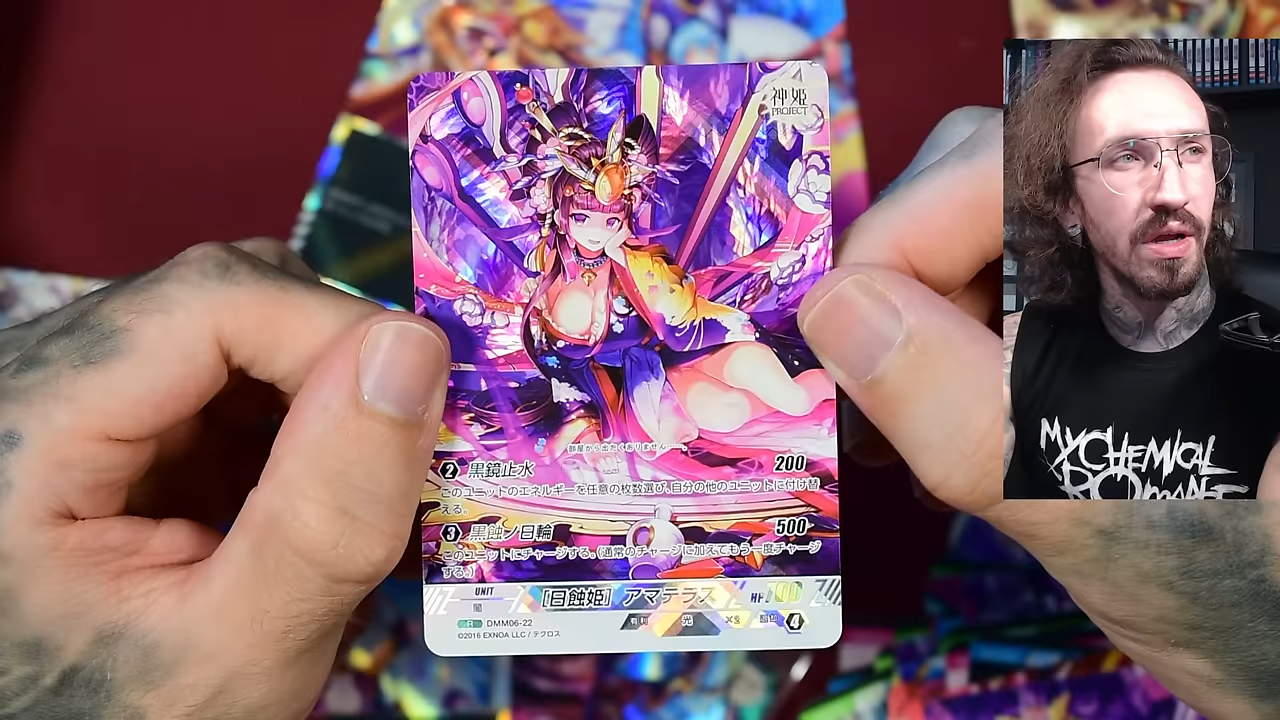 神姫
PROJECT
部屋から出たくありません……。
2 黒鏡止水 200
このユニットのエネルギーを任意の枚数選び、自分の他のユニットに付け替
える。
3 黒蝕ノ日輪 500
このユニットにチャージする。(通常のチャージに加えてもう一度チャージ
する。)
UNIT
闇
[日蝕姫] アマテラス HP 700
R DMM06-22
有利 光 ×2 4
©2016 EXNOA LLC / テクロス
MY CHEMICAL
ROMANCE